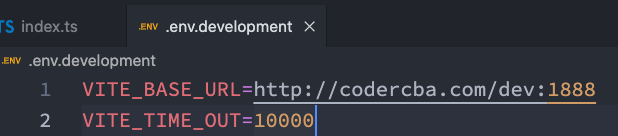 TS index.ts
.ENV .env.development ×
.ENV .env.development
1 VITE_BASE_URL=http://codercba.com/dev:1888
2 VITE_TIME_OUT=10000